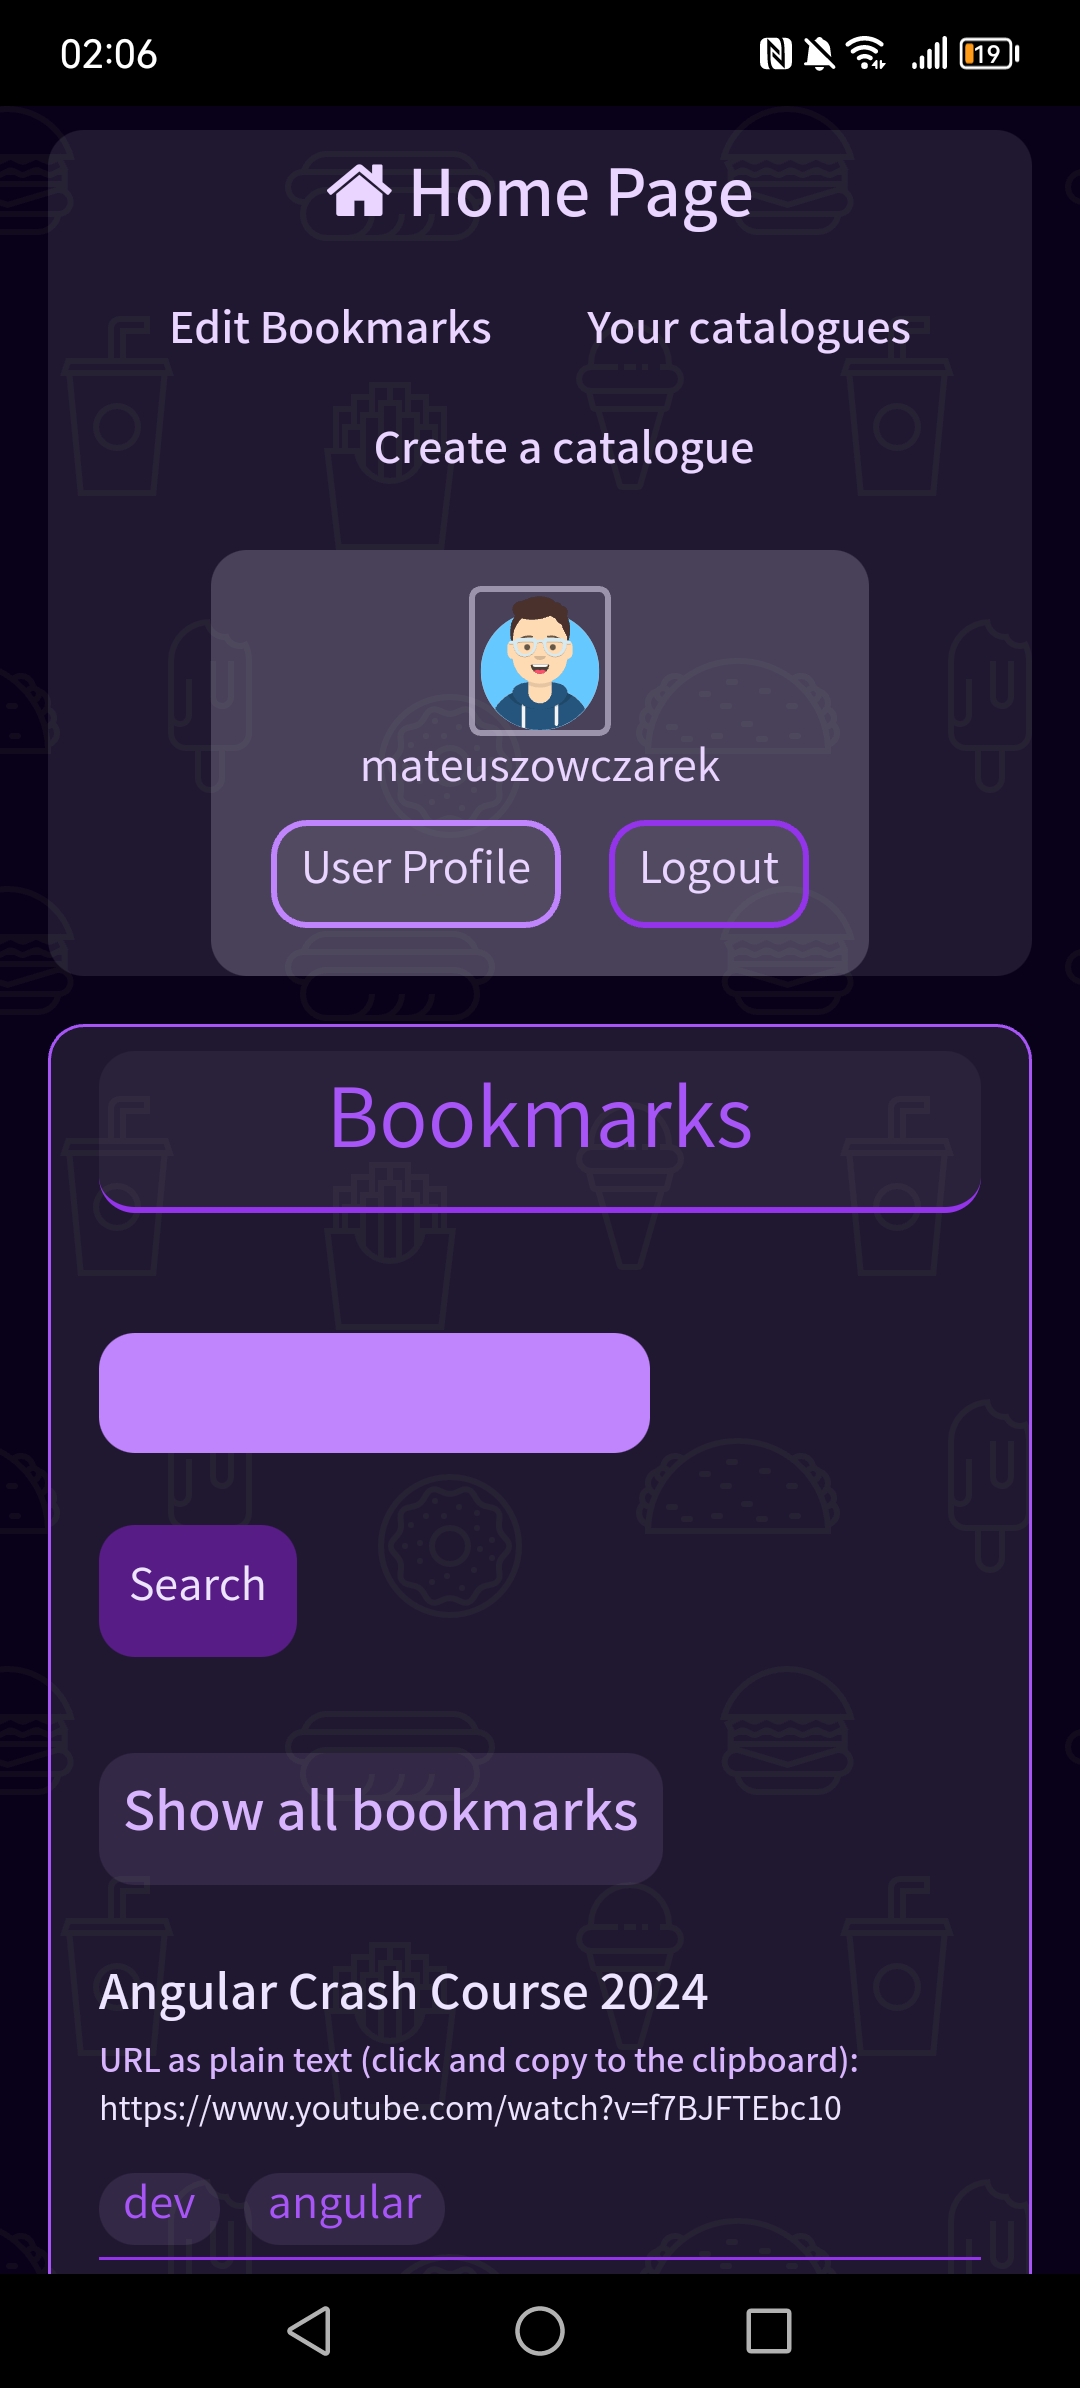 02:06
19
Home Page
Edit Bookmarks
Your catalogues
Create a catalogue
mateuszowczarek
User Profile
Logout
Bookmarks
Search
Show all bookmarks
Angular Crash Course 2024
URL as plain text (click and copy to the clipboard):
https://www.youtube.com/watch?v=f7BJFTEbc10
dev
angular